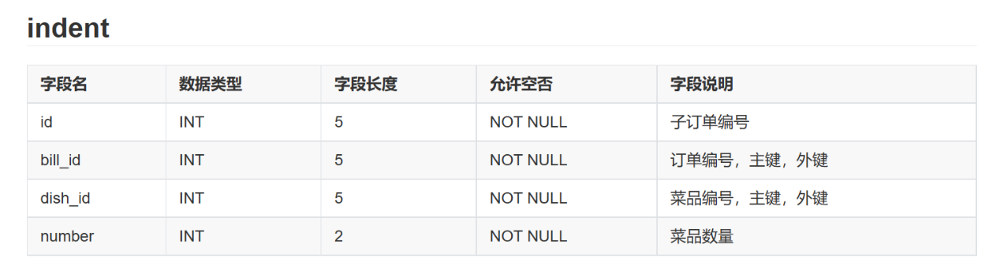 indent
字段名 数据类型 字段长度 允许空否 字段说明
id INT 5 NOT NULL 子订单编号
bill_id INT 5 NOT NULL 订单编号，主键，外键
dish_id INT 5 NOT NULL 菜品编号，主键，外键
number INT 2 NOT NULL 菜品数量